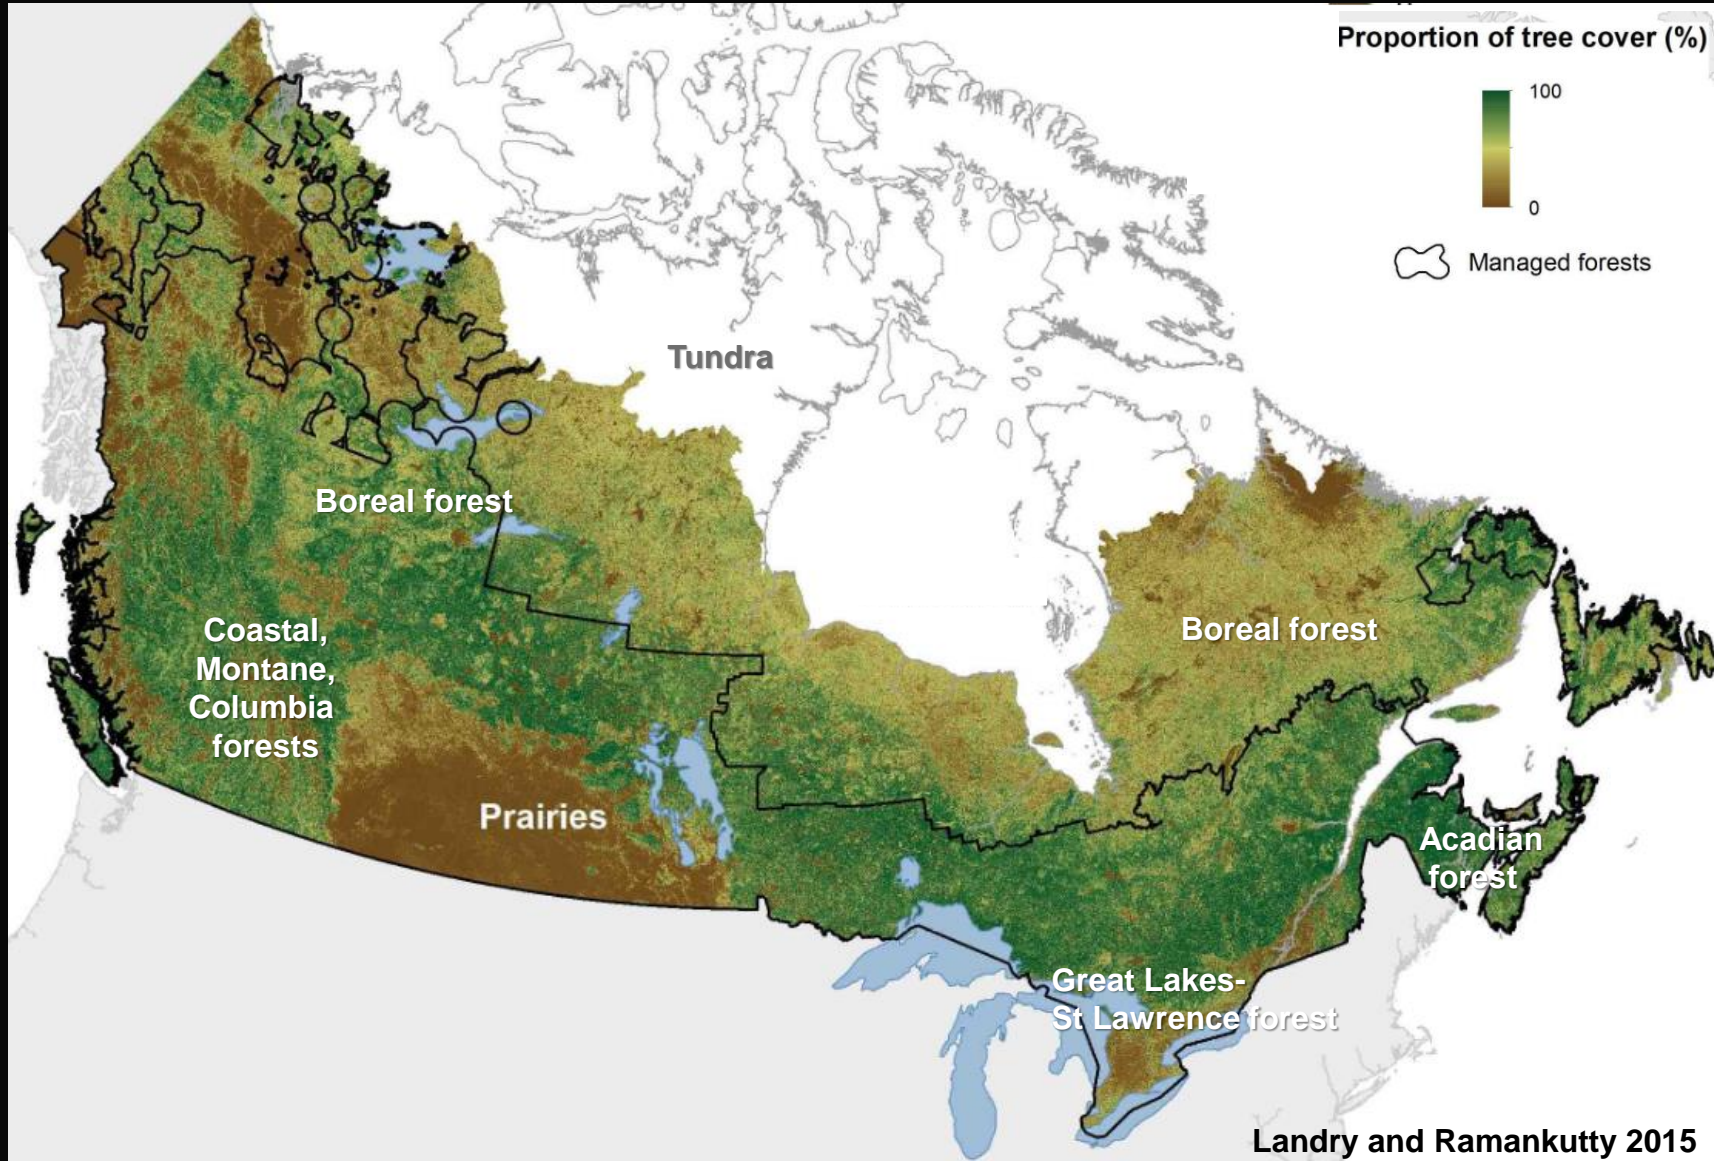 Proportion of tree cover (%)
100
0
Managed forests
Tundra
Boreal forest
Boreal forest
Coastal,
Montane,
Columbia
forests
Prairies
Acadian
forest
Great Lakes-
St Lawrence forest
Landry and Ramankutty 2015